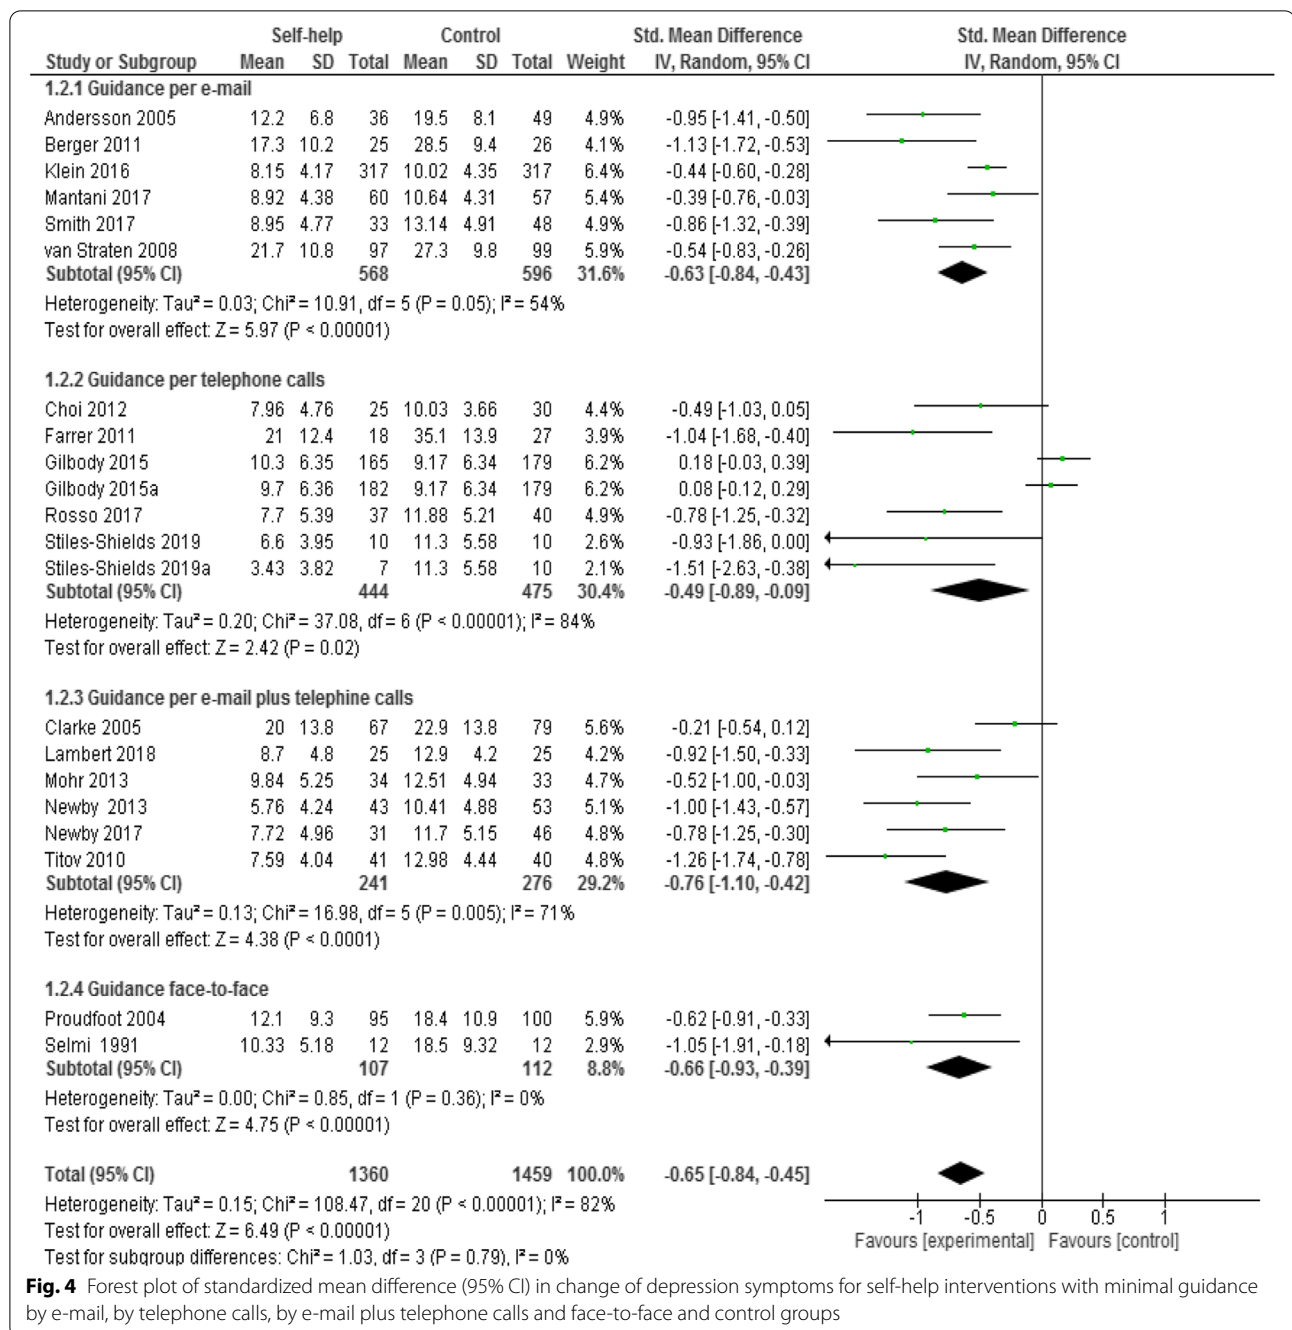 Self-help Control Std. Mean Difference Std. Mean Difference
Study or Subgroup Mean SD Total Mean SD Total Weight IV, Random, 95% CI IV, Random, 95% CI
1.2.1 Guidance per e-mail
Andersson 2005 12.2 6.8 36 19.5 8.1 49 4.9% -0.95 [-1.41, -0.50]
Berger 2011 17.3 10.2 25 28.5 9.4 26 4.1% -1.13 [-1.72, -0.53]
Klein 2016 8.15 4.17 317 10.02 4.35 317 6.4% -0.44 [-0.60, -0.28]
Mantani 2017 8.92 4.38 60 10.64 4.31 57 5.4% -0.39 [-0.76, -0.03]
Smith 2017 8.95 4.77 33 13.14 4.91 48 4.9% -0.86 [-1.32, -0.39]
van Straten 2008 21.7 10.8 97 27.3 9.8 99 5.9% -0.54 [-0.83, -0.26]
Subtotal (95% CI) 568 596 31.6% -0.63 [-0.84, -0.43]
Heterogeneity: Tau² = 0.03; Chi² = 10.91, df = 5 (P = 0.05); I² = 54%
Test for overall effect: Z = 5.97 (P < 0.00001)
1.2.2 Guidance per telephone calls
Choi 2012 7.96 4.76 25 10.03 3.66 30 4.4% -0.49 [-1.03, 0.05]
Farrer 2011 21 12.4 18 35.1 13.9 27 3.9% -1.04 [-1.68, -0.40]
Gilbody 2015 10.3 6.35 165 9.17 6.34 179 6.2% 0.18 [-0.03, 0.39]
Gilbody 2015a 9.7 6.36 182 9.17 6.34 179 6.2% 0.08 [-0.12, 0.29]
Rosso 2017 7.7 5.39 37 11.88 5.21 40 4.9% -0.78 [-1.25, -0.32]
Stiles-Shields 2019 6.6 3.95 10 11.3 5.58 10 2.6% -0.93 [-1.86, 0.00]
Stiles-Shields 2019a 3.43 3.82 7 11.3 5.58 10 2.1% -1.51 [-2.63, -0.38]
Subtotal (95% CI) 444 475 30.4% -0.49 [-0.89, -0.09]
Heterogeneity: Tau² = 0.20; Chi² = 37.08, df = 6 (P < 0.00001); I² = 84%
Test for overall effect: Z = 2.42 (P = 0.02)
1.2.3 Guidance per e-mail plus telephine calls
Clarke 2005 20 13.8 67 22.9 13.8 79 5.6% -0.21 [-0.54, 0.12]
Lambert 2018 8.7 4.8 25 12.9 4.2 25 4.2% -0.92 [-1.50, -0.33]
Mohr 2013 9.84 5.25 34 12.51 4.94 33 4.7% -0.52 [-1.00, -0.03]
Newby 2013 5.76 4.24 43 10.41 4.88 53 5.1% -1.00 [-1.43, -0.57]
Newby 2017 7.72 4.96 31 11.7 5.15 46 4.8% -0.78 [-1.25, -0.30]
Titov 2010 7.59 4.04 41 12.98 4.44 40 4.8% -1.26 [-1.74, -0.78]
Subtotal (95% CI) 241 276 29.2% -0.76 [-1.10, -0.42]
Heterogeneity: Tau² = 0.13; Chi² = 16.98, df = 5 (P = 0.005); I² = 71%
Test for overall effect: Z = 4.38 (P < 0.0001)
1.2.4 Guidance face-to-face
Proudfoot 2004 12.1 9.3 95 18.4 10.9 100 5.9% -0.62 [-0.91, -0.33]
Selmi 1991 10.33 5.18 12 18.5 9.32 12 2.9% -1.05 [-1.91, -0.18]
Subtotal (95% CI) 107 112 8.8% -0.66 [-0.93, -0.39]
Heterogeneity: Tau² = 0.00; Chi² = 0.85, df = 1 (P = 0.36); I² = 0%
Test for overall effect: Z = 4.75 (P < 0.00001)
Total (95% CI) 1360 1459 100.0% -0.65 [-0.84, -0.45]
Heterogeneity: Tau² = 0.15; Chi² = 108.47, df = 20 (P < 0.00001); I² = 82%
Test for overall effect: Z = 6.49 (P < 0.00001)
Test for subgroup differences: Chi² = 1.03, df = 3 (P = 0.79), I² = 0%
-1 -0.5 0 0.5 1
Favours [experimental] Favours [control]
Fig. 4 Forest plot of standardized mean difference (95% CI) in change of depression symptoms for self-help interventions with minimal guidance
by e-mail, by telephone calls, by e-mail plus telephone calls and face-to-face and control groups